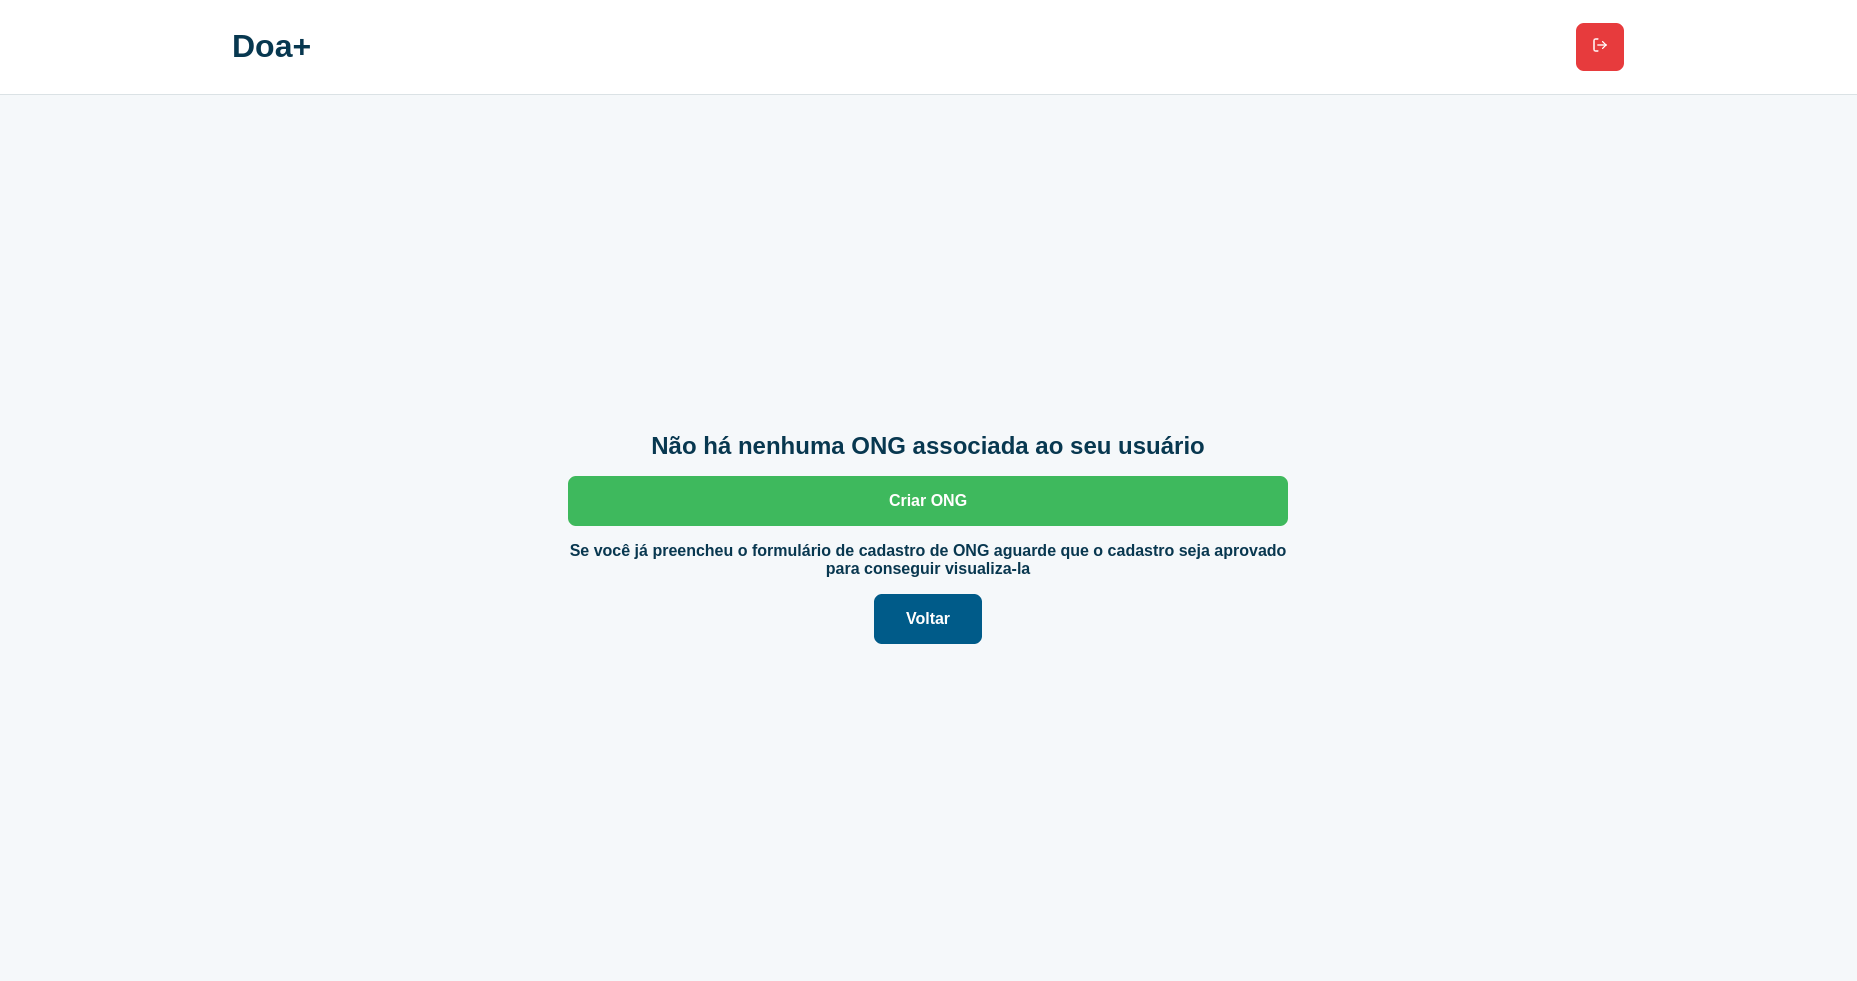 Doa+
Não há nenhuma ONG associada ao seu usuário
Criar ONG
Se você já preencheu o formulário de cadastro de ONG aguarde que o cadastro seja aprovado
para conseguir visualiza-la
Voltar